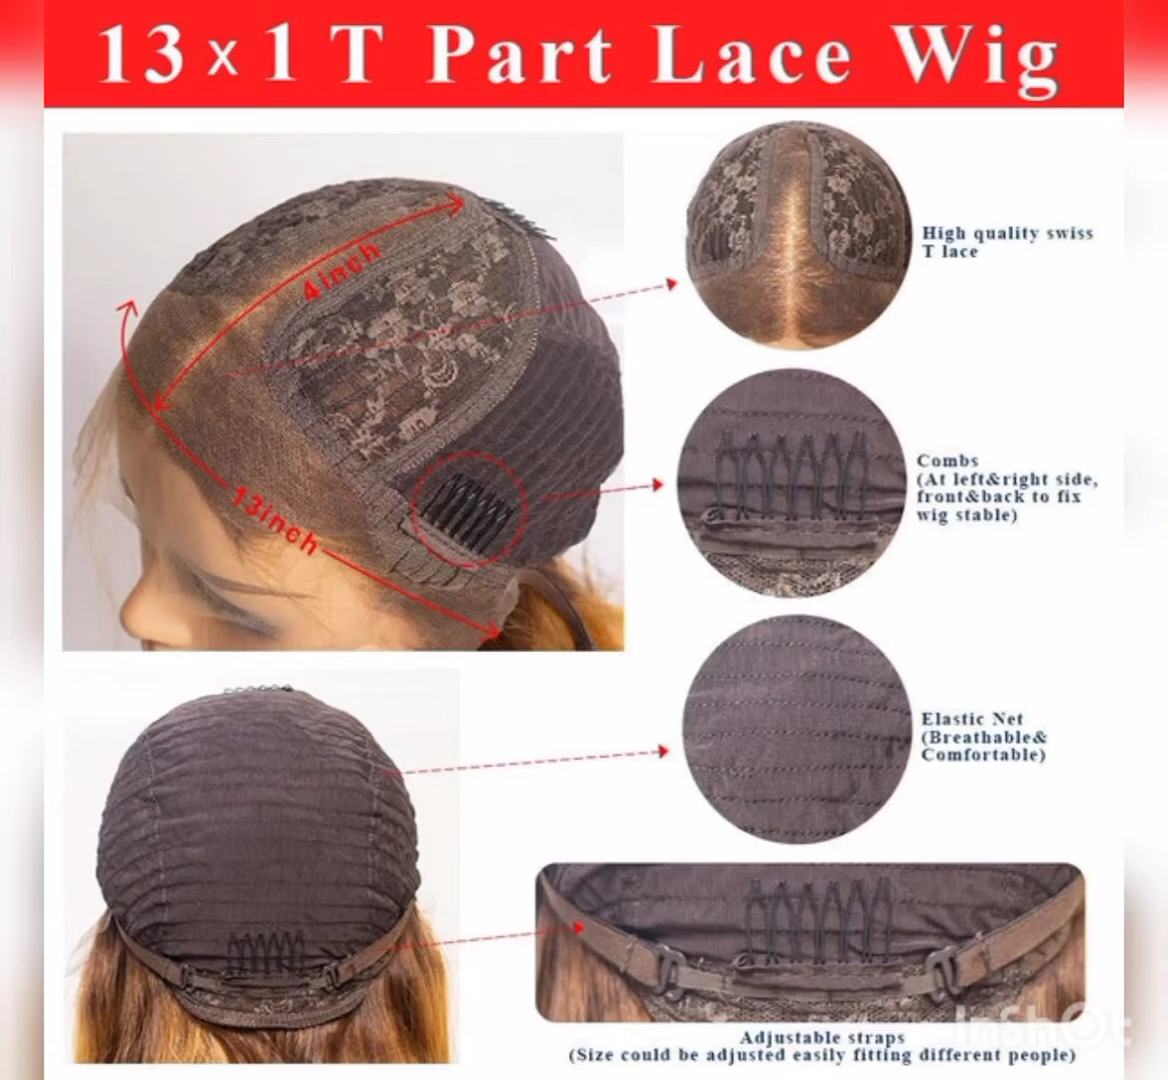 13×1 T Part Lace Wig
4inch
13inch
High quality swiss
T lace
Combs
(At left&right side,
front&back to fix
wig stable)
Elastic Net
(Breathable&
Comfortable)
Adjustable straps
(Size could be adjusted easily fitting different people)
InShOt